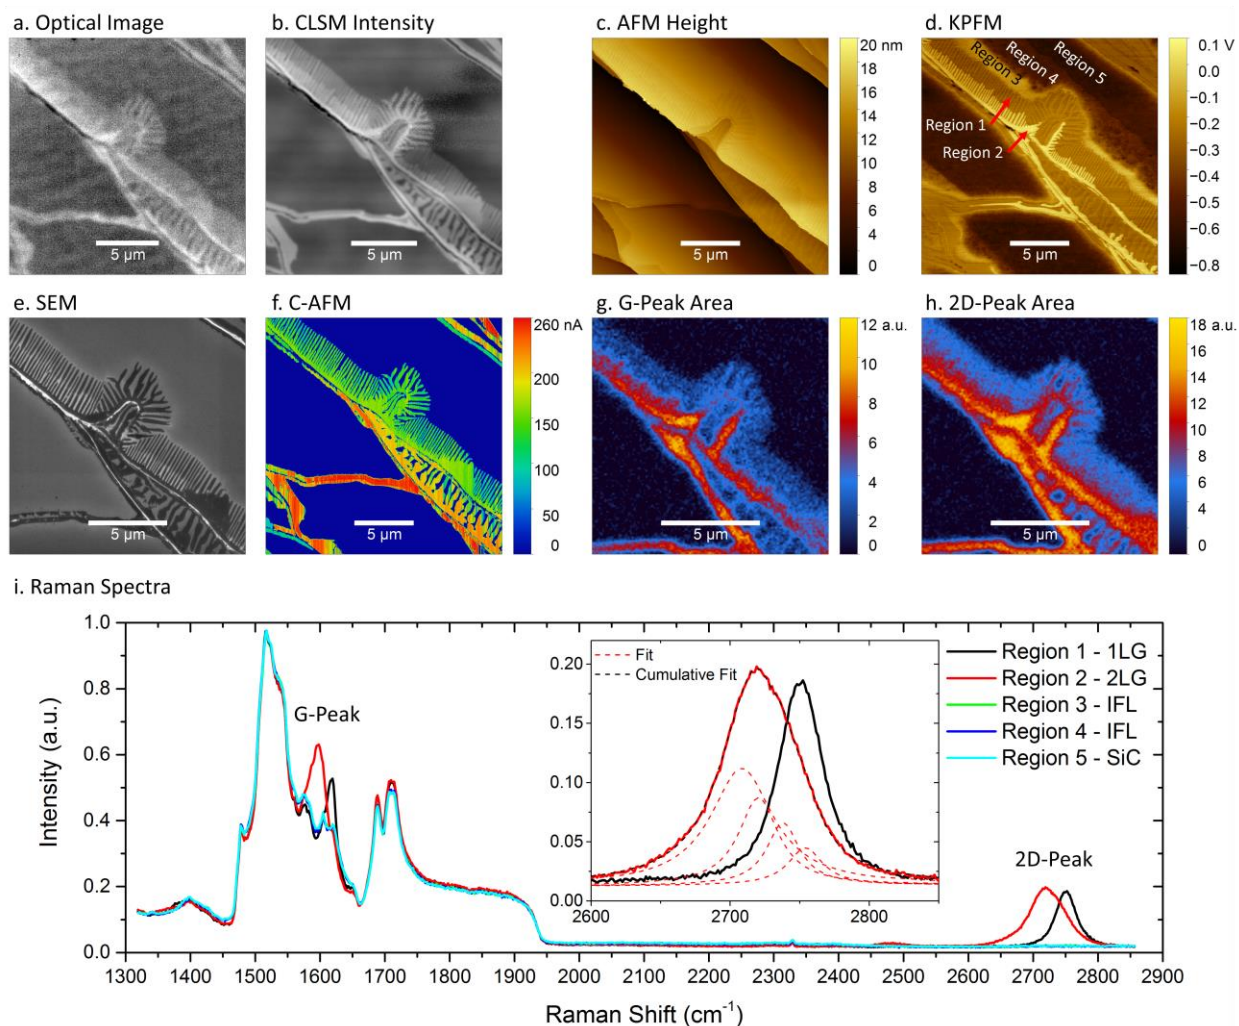 a. Optical Image
b. CLSM Intensity
c. AFM Height
d. KPFM
5 µm
5 µm
5 µm
20 nm
18
16
14
12
10
8
6
4
2
0
Region 3
Region 4
Region 5
Region 1
Region 2
5 µm
0.1 V
0.0
−0.1
−0.2
−0.3
−0.4
−0.5
−0.6
−0.7
−0.8
e. SEM
f. C-AFM
g. G-Peak Area
h. 2D-Peak Area
5 µm
5 µm
260 nA
200
150
100
50
0
5 µm
12 a.u.
10
8
6
4
2
0
5 µm
18 a.u.
16
14
12
10
8
6
4
2
0
i. Raman Spectra
1.0
0.8
0.6
0.4
0.2
0.0
Intensity (a.u.)
G-Peak
0.20
0.15
0.10
0.05
0.00
Fit
Cumulative Fit
2600
2700
2800
Region 1 - 1LG
Region 2 - 2LG
Region 3 - IFL
Region 4 - IFL
Region 5 - SiC
2D-Peak
1300 1400 1500 1600 1700 1800 1900 2000 2100 2200 2300 2400 2500 2600 2700 2800 2900
Raman Shift (cm⁻¹)